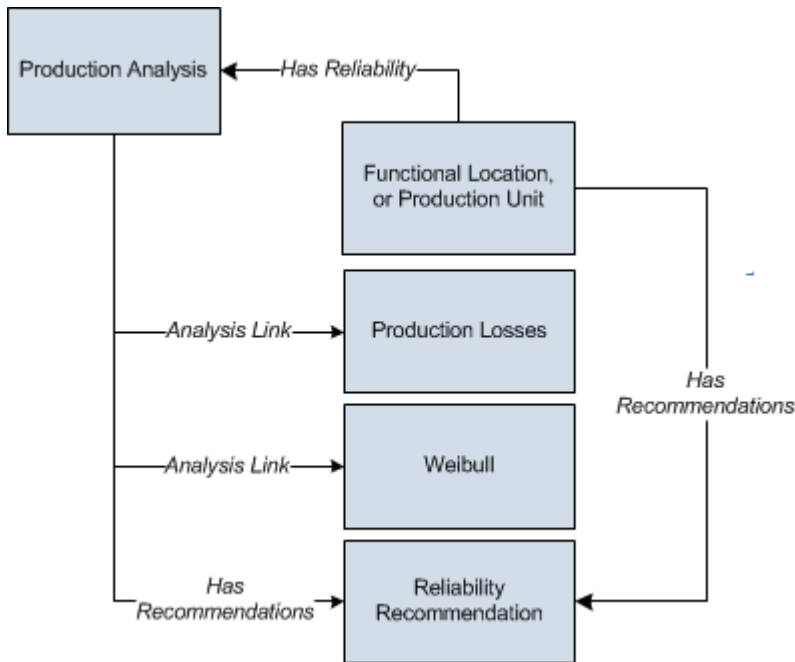 Production Analysis
Has Reliability
Functional Location,
or Production Unit
Analysis Link
Production Losses
Has
Recommendations
Analysis Link
Weibull
Has
Recommendations
Reliability
Recommendation